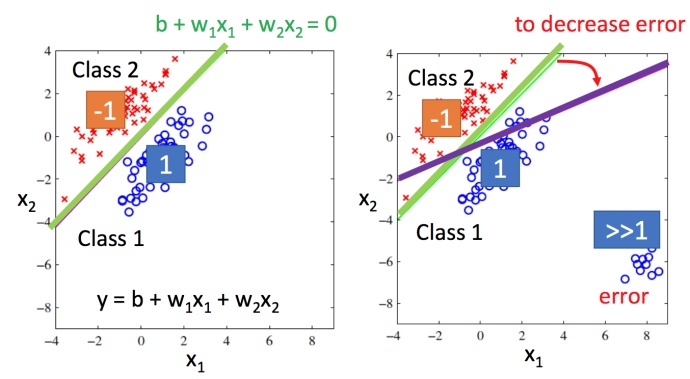 b + w₁x₁ + w₂x₂ = 0
to decrease error
4
2
0
−2
−4
−6
−8
x₂
Class 2
-1
1
Class 1
y = b + w₁x₁ + w₂x₂
−4
−2
0
2
4
6
8
x₁
4
2
0
−2
−4
−6
−8
x₂
Class 2
-1
1
Class 1
>>1
error
−4
−2
0
2
4
6
8
x₁